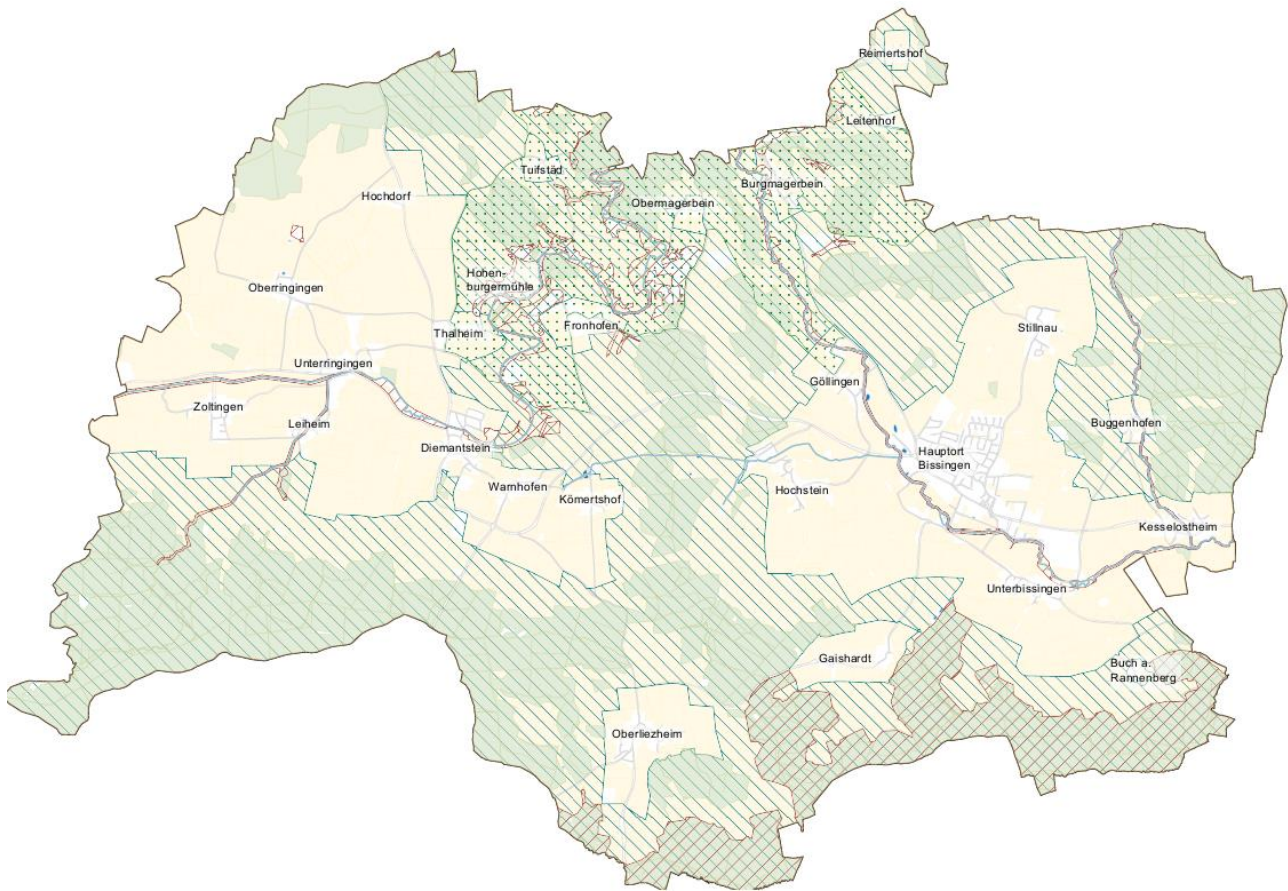 Reimertshof
Leitenhof
Tuifstäd
Burgmagerbein
Hochdorf
Obermagerbein
Hohen-
burgermühle
Oberringingen
Thalheim
Fronhofen
Stillnau
Unterringingen
Göllingen
Zoltingen
Leiheim
Buggenhofen
Diemantstein
Hauptort
Bissingen
Warnhofen
Hochstein
Kömertshof
Kesselostheim
Unterbissingen
Gaishardt
Buch a.
Rannenberg
Oberliezheim